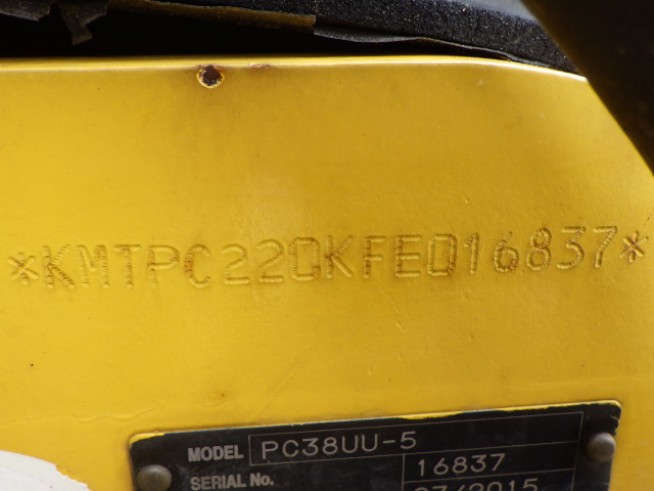 *KMTPC220KFE016837*
MODEL PC38UU-5
SERIAL No. 16837